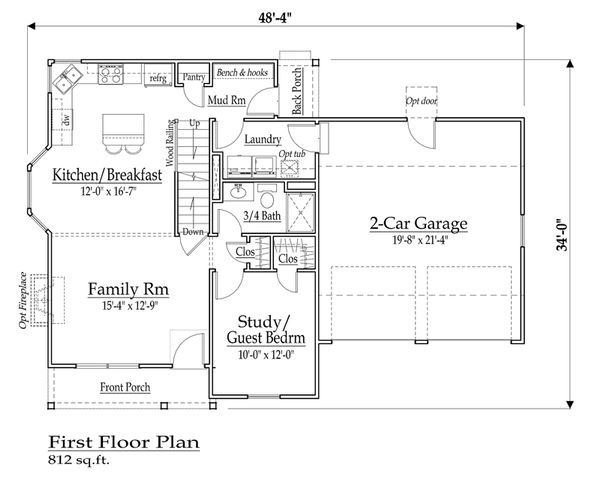 48'-4"
refrg
Pantry
Bench & hooks
Mud Rm
Back Porch
Opt door
dw
Wood Railing
Up
Laundry
Opt tub
Kitchen/Breakfast
12'-0" x 16'-7"
3/4 Bath
2-Car Garage
19'-8" x 21'-4"
34'-0"
Down
Clos
Clos
Opt Fireplace
Family Rm
15'-4" x 12'-9"
Study/
Guest Bedrm
10'-0" x 12'-0"
Front Porch
First Floor Plan
812 sq.ft.